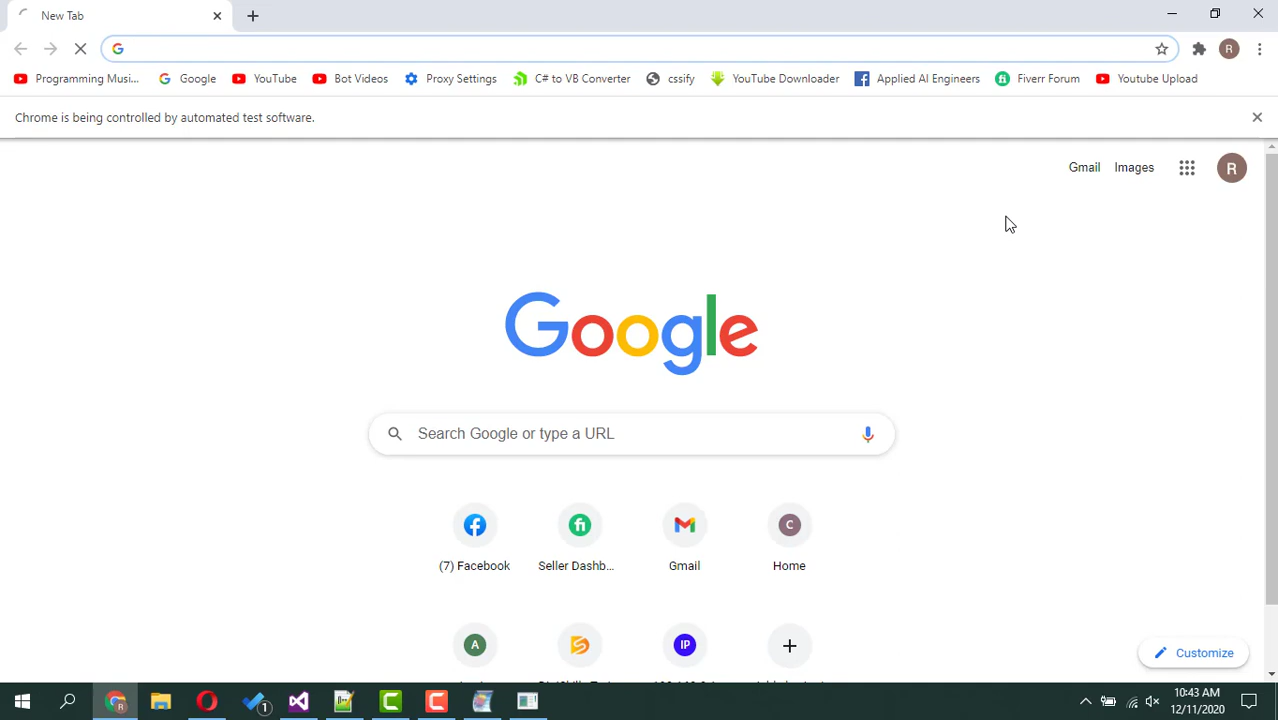 New Tab
Programming Musi...
Google
YouTube
Bot Videos
Proxy Settings
C# to VB Converter
cssify
YouTube Downloader
Applied AI Engineers
Fiverr Forum
Youtube Upload
Chrome is being controlled by automated test software.
Gmail
Images
R
Google
Search Google or type a URL
(7) Facebook
Seller Dashb...
Gmail
Home
Customize
10:43 AM
12/11/2020